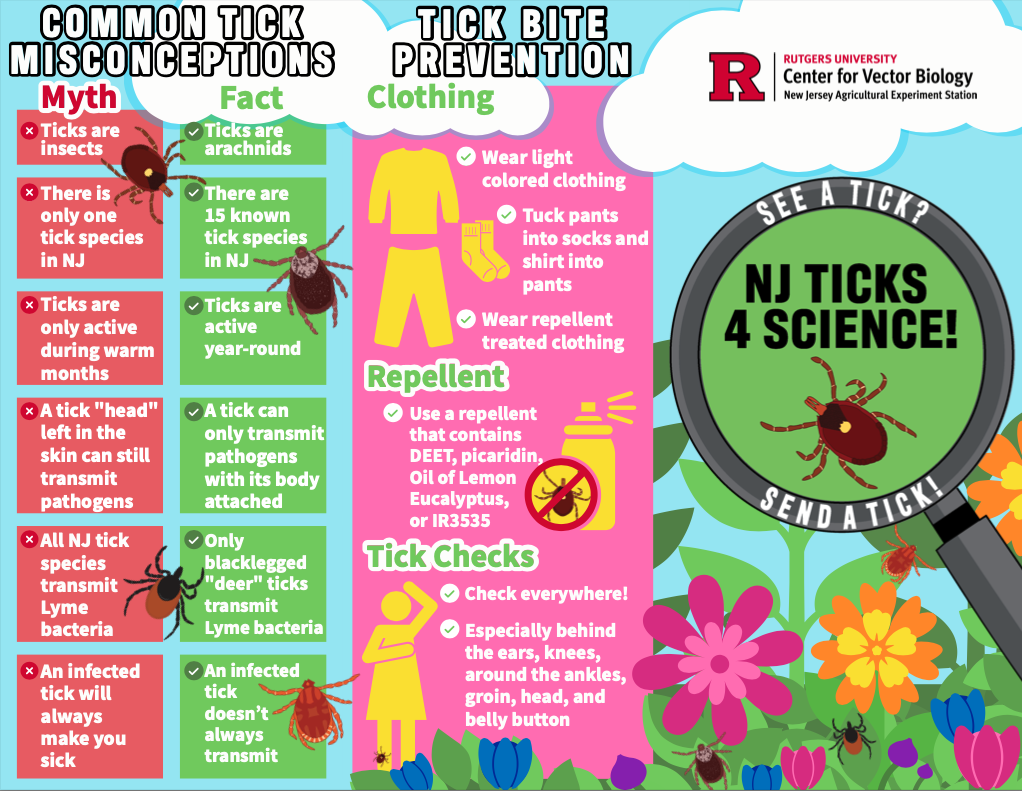 COMMON TICK
MISCONCEPTIONS
Myth
Fact
Ticks are
insects
Ticks are
arachnids
There is
only one
tick species
in NJ
There are
15 known
tick species
in NJ
Ticks are
only active
during warm
months
Ticks are
active
year-round
A tick "head"
left in the
skin can still
transmit
pathogens
A tick can
only transmit
pathogens
with its body
attached
All NJ tick
species
transmit
Lyme
bacteria
Only
blacklegged
"deer" ticks
transmit
Lyme bacteria
An infected
tick will
always
make you
sick
An infected
tick
doesn't
always
transmit
TICK BITE
PREVENTION
Clothing
Wear light
colored clothing
Tuck pants
into socks and
shirt into
pants
Wear repellent
treated clothing
Repellent
Use a repellent
that contains
DEET, picaridin,
Oil of Lemon
Eucalyptus,
or IR3535
Tick Checks
Check everywhere!
Especially behind
the ears, knees,
around the ankles,
groin, head, and
belly button
R
RUTGERS UNIVERSITY
Center for Vector Biology
New Jersey Agricultural Experiment Station
SEE A TICK?
NJ TICKS
4 SCIENCE!
SEND A TICK!